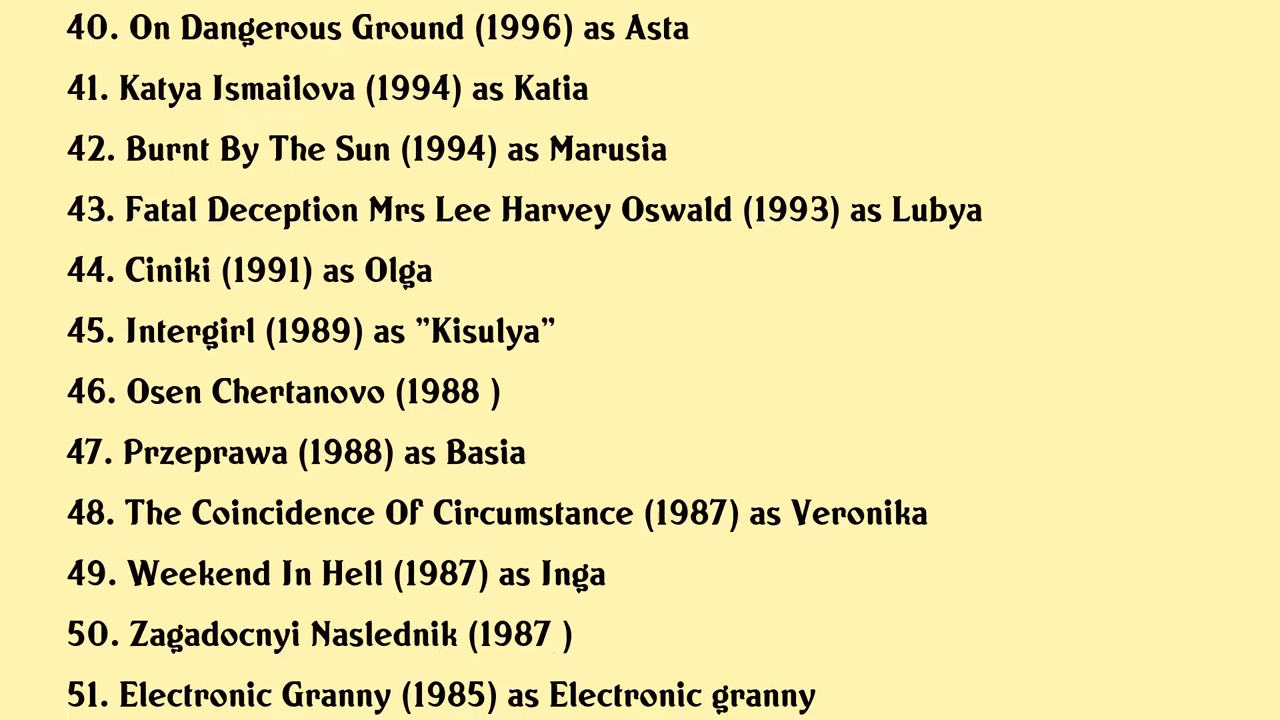 40. On Dangerous Ground (1996) as Asta
41. Katya Ismailova (1994) as Katia
42. Burnt By The Sun (1994) as Marusia
43. Fatal Deception Mrs Lee Harvey Oswald (1993) as Lubya
44. Ciniki (1991) as Olga
45. Intergirl (1989) as ”Kisulya”
46. Osen Chertanovo (1988 )
47. Przeprawa (1988) as Basia
48. The Coincidence Of Circumstance (1987) as Veronika
49. Weekend In Hell (1987) as Inga
50. Zagadocnyi Naslednik (1987 )
51. Electronic Granny (1985) as Electronic granny